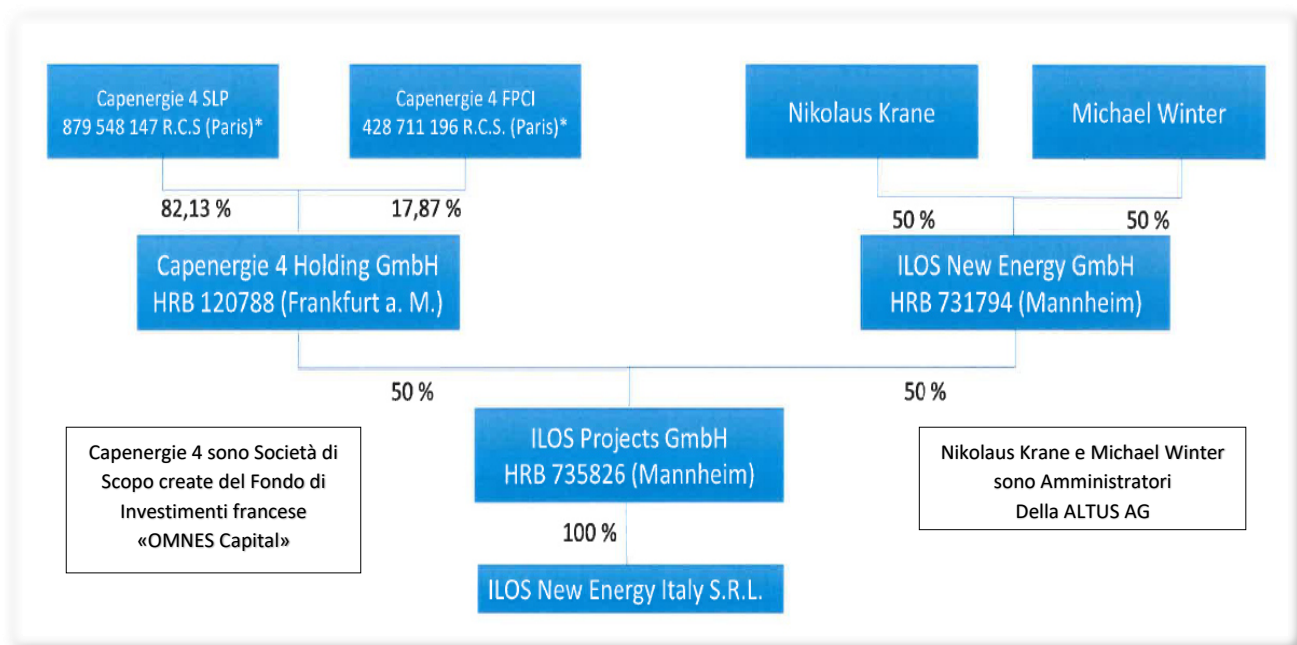 Capenergie 4 SLP
879 548 147 R.C.S (Paris)*
Capenergie 4 FPCI
428 711 196 R.C.S. (Paris)*
Nikolaus Krane
Michael Winter
82,13 %
17,87 %
50 %
50 %
Capenergie 4 Holding GmbH
HRB 120788 (Frankfurt a. M.)
ILOS New Energy GmbH
HRB 731794 (Mannheim)
50 %
50 %
ILOS Projects GmbH
HRB 735826 (Mannheim)
Capenergie 4 sono Società di
Scopo create del Fondo di
Investimenti francese
«OMNES Capital»
Nikolaus Krane e Michael Winter
sono Amministratori
Della ALTUS AG
100 %
ILOS New Energy Italy S.R.L.